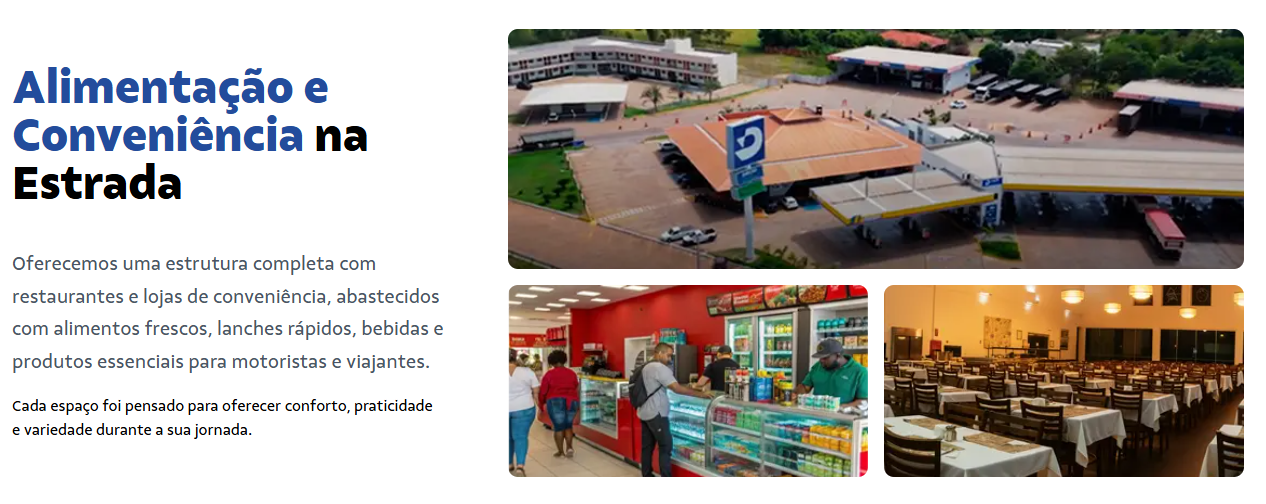 Alimentação e
Conveniência na
Estrada
Oferecemos uma estrutura completa com
restaurantes e lojas de conveniência, abastecidos
com alimentos frescos, lanches rápidos, bebidas e
produtos essenciais para motoristas e viajantes.
Cada espaço foi pensado para oferecer conforto, praticidade
e variedade durante a sua jornada.